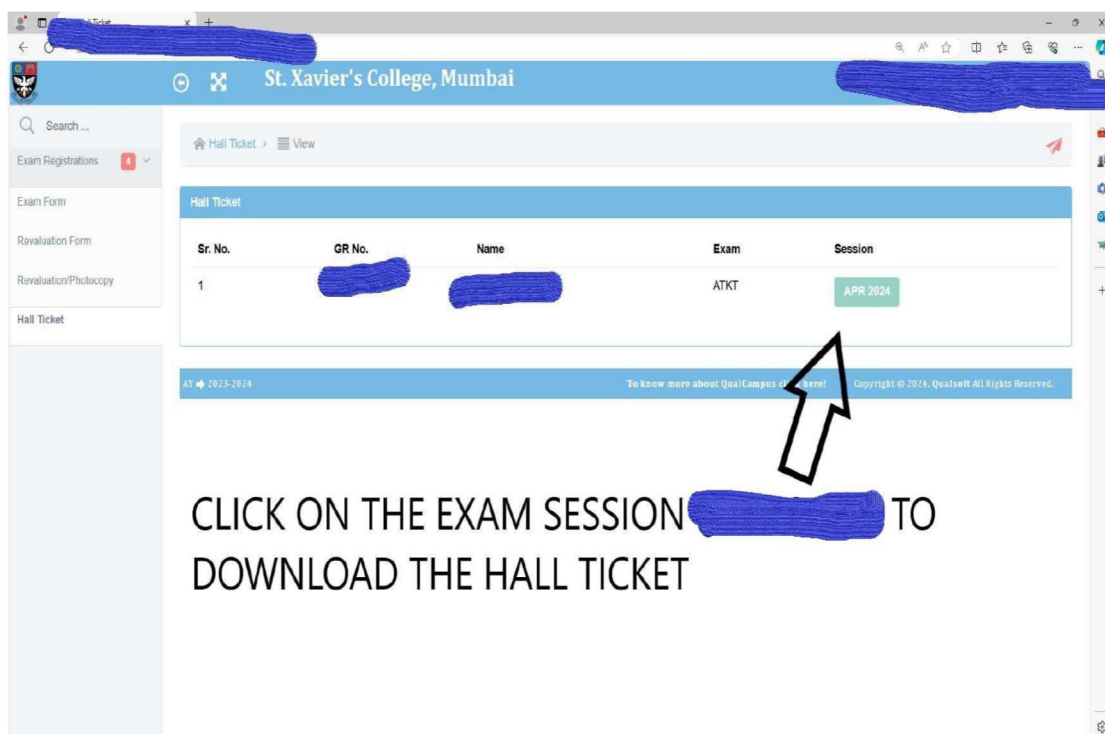 Ticket
St. Xavier's College, Mumbai
Search ...
Hall Ticket > View
Exam Registrations 4
Exam Form
Hall Ticket
Revaluation Form
Sr. No. GR No. Name Exam Session
Revaluation/Photocopy
1 ATKT APR 2024
Hall Ticket
AY 2023-2024 To know more about QualCampus here! Copyright © 2024. Qualsoft All Rights Reserved.
CLICK ON THE EXAM SESSION TO
DOWNLOAD THE HALL TICKET